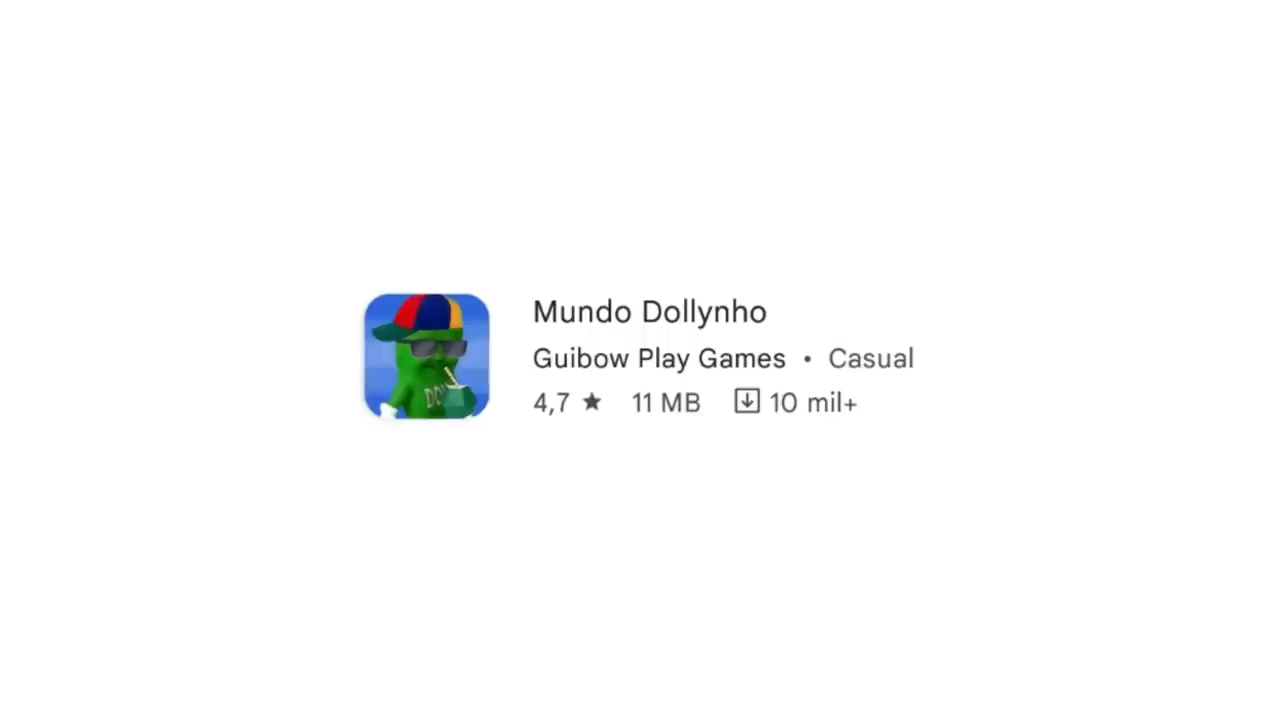 Mundo Dollynho
Guibow Play Games • Casual
4,7 ★ 11 MB 10 mil+